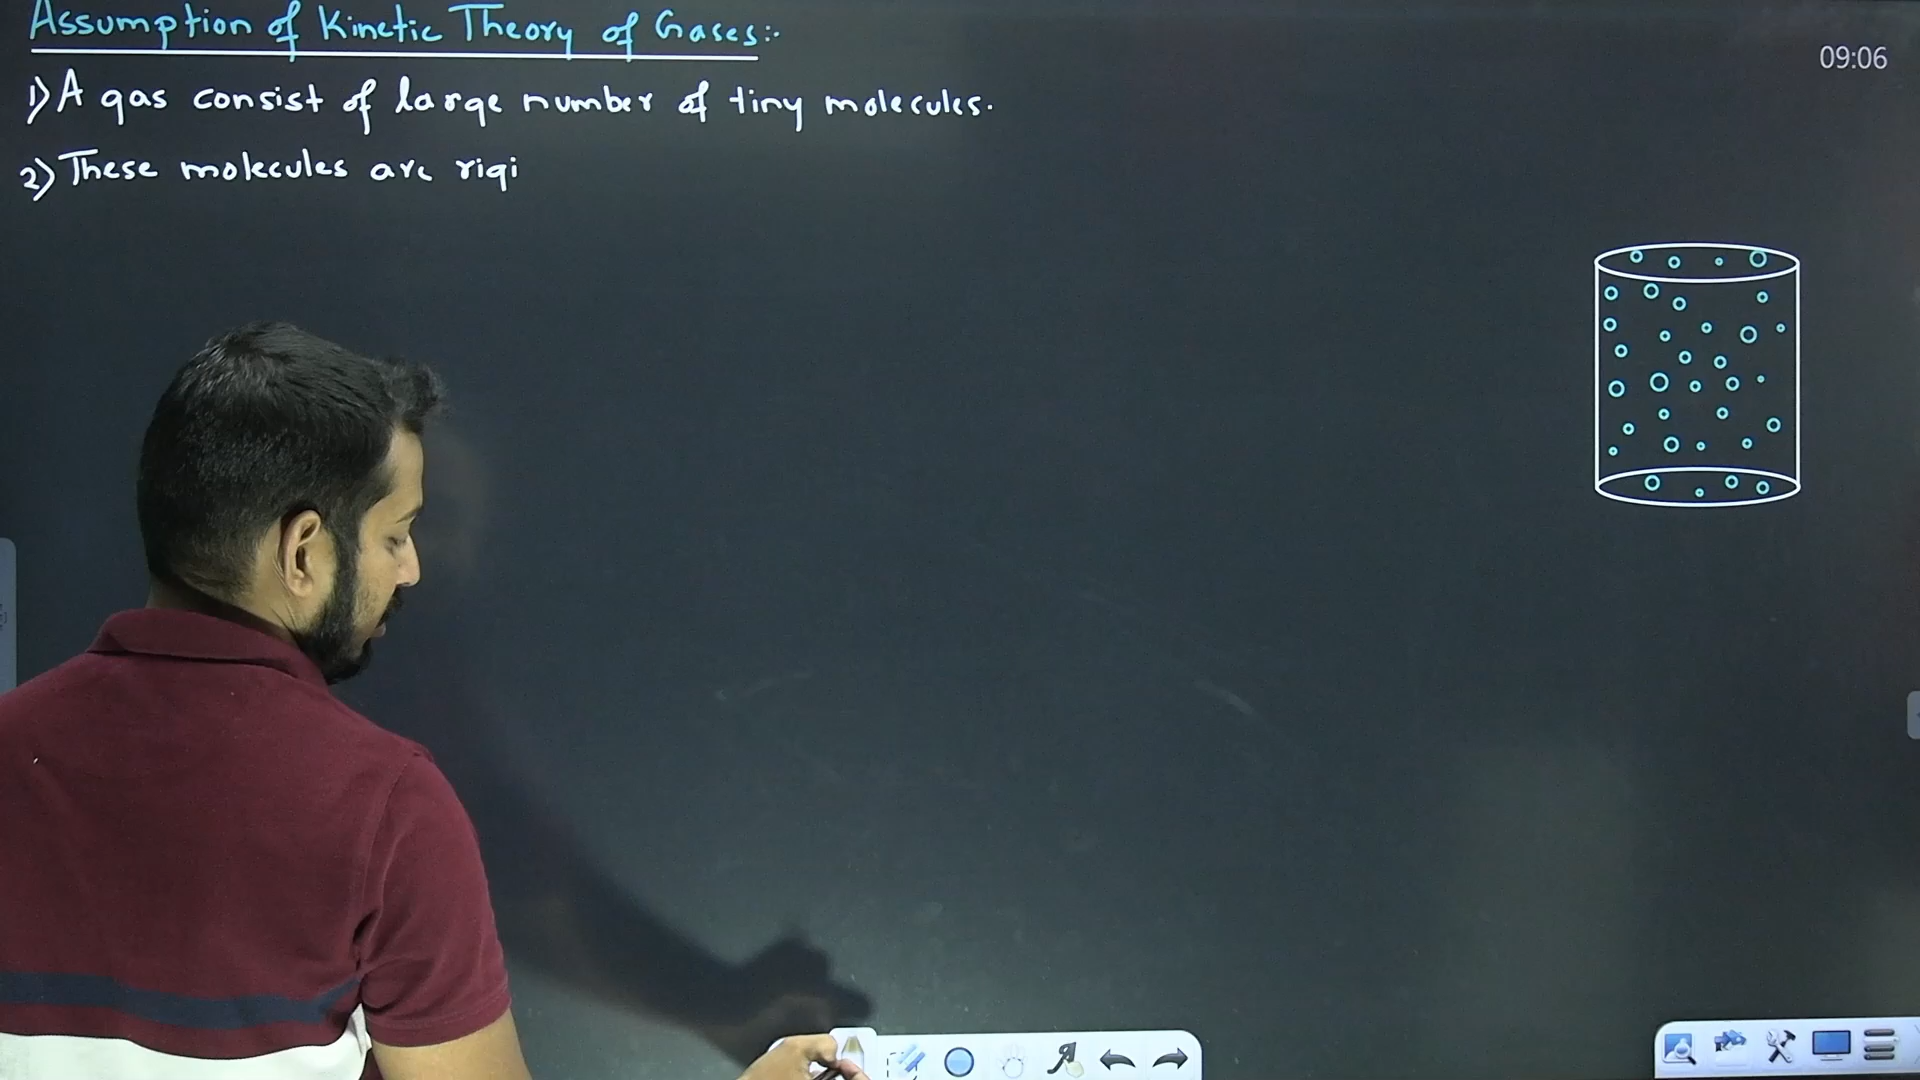 Assumption of Kinetic Theory of Gases:-
09:06
1) A gas consist of large number of tiny molecules.
2) These molecules are rigi